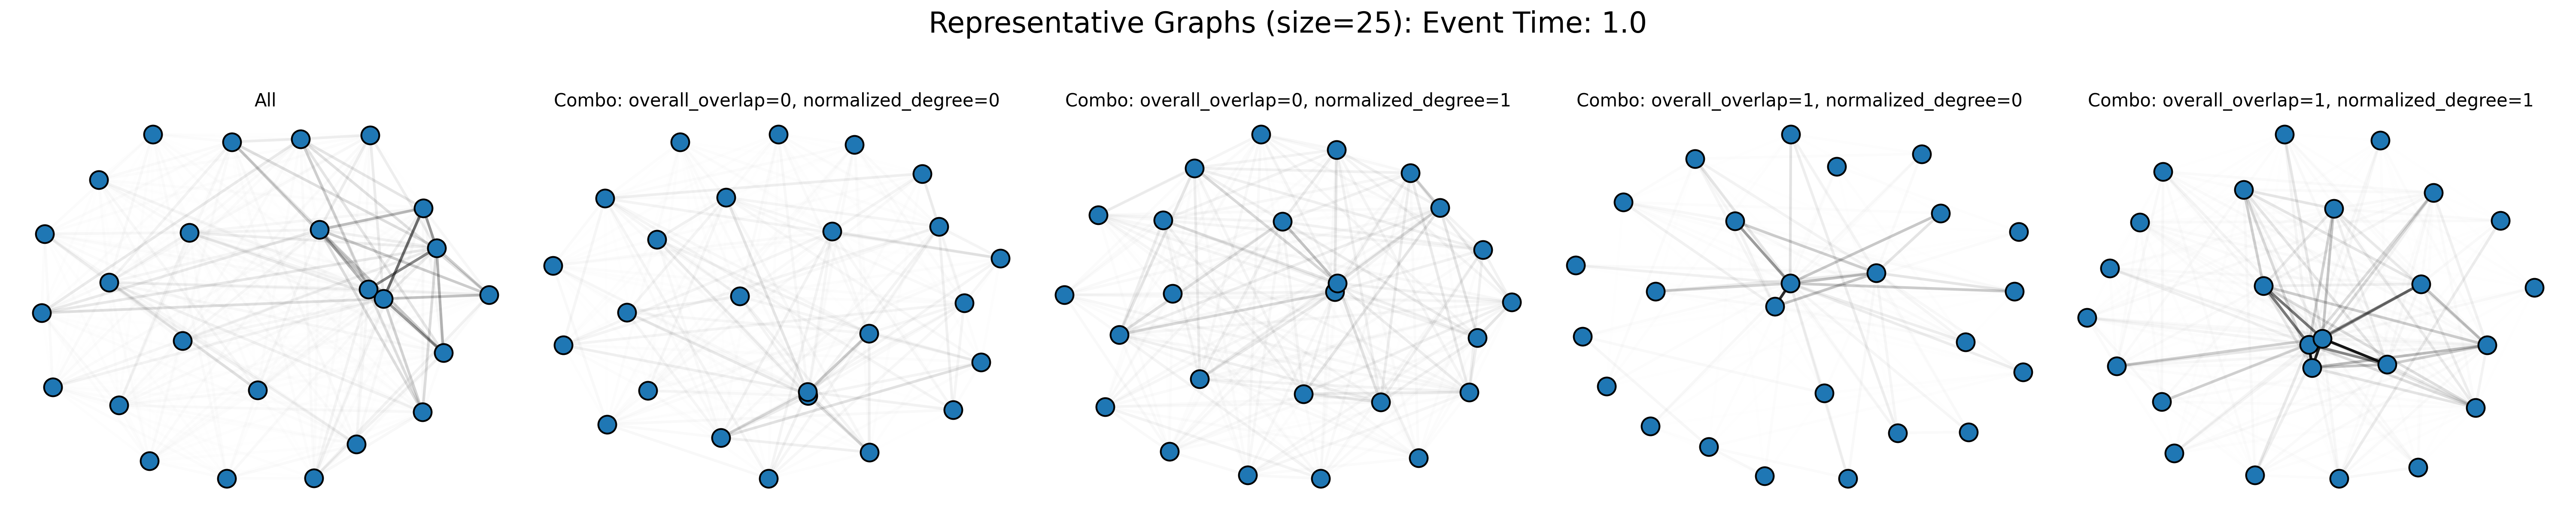 Representative Graphs (size=25): Event Time: 1.0
All
Combo: overall_overlap=0, normalized_degree=0
Combo: overall_overlap=0, normalized_degree=1
Combo: overall_overlap=1, normalized_degree=0
Combo: overall_overlap=1, normalized_degree=1